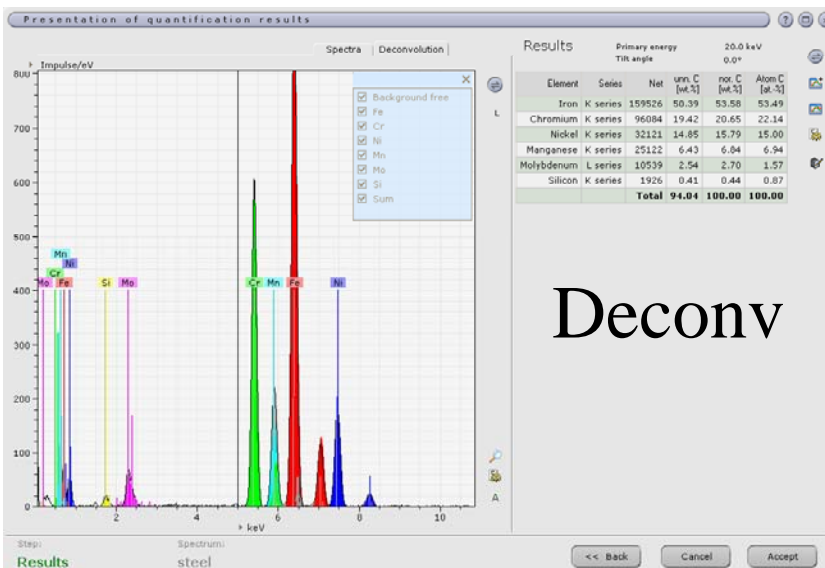 Presentation of quantification results
Spectra | Deconvolution |
Impulse/eV
800
700
600
500
400
300
200
100
0
2 4 6 8 10
keV
Background free
Fe
Cr
Ni
Mn
Mo
Si
Sum
Mn
Ni
Cr
Mo Fe Si Mo Cr Mn Fe Ni
L
A
Results Primary energy 20.0 keV
Tilt angle 0.0°
Element Series Net unn. C [wt.%] nor. C [wt.%] Atom C [at.-%]
Iron K series 159526 50.39 53.58 53.49
Chromium K series 96084 19.42 20.65 22.14
Nickel K series 32121 14.85 15.79 15.00
Manganese K series 25122 6.43 6.84 6.94
Molybdenum L series 10539 2.54 2.70 1.57
Silicon K series 1926 0.41 0.44 0.87
Total 94.04 100.00 100.00
Deconv
Step: Spectrum:
Results steel
<< Back Cancel Accept